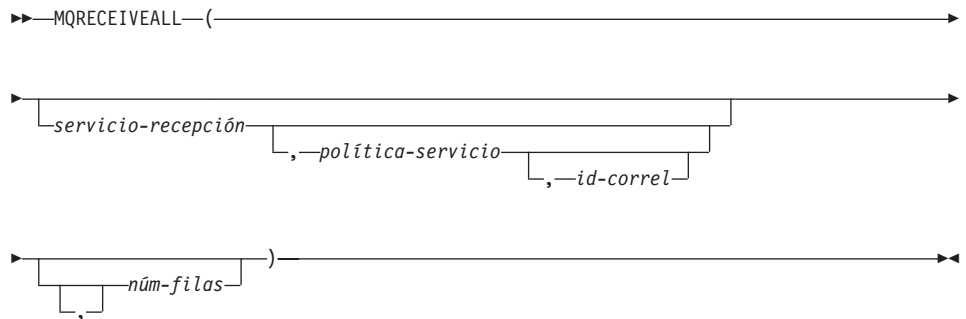 MQRECEIVEALL (
servicio-recepción
, política-servicio
, id-correl
)
núm-filas
,